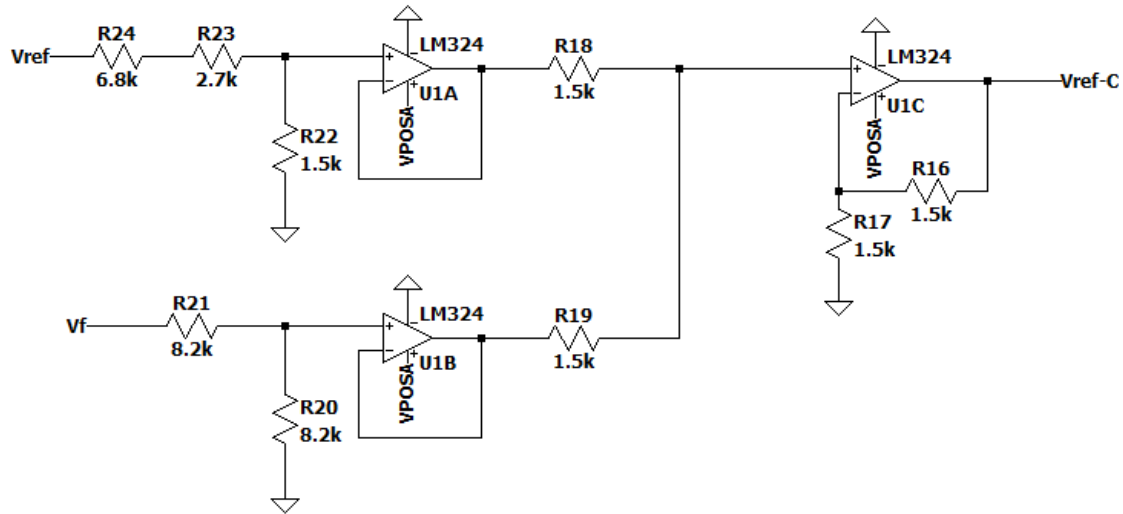 Vref
R24
6.8k
R23
2.7k
R22
1.5k
LM324
U1A
VPOSA
R18
1.5k
LM324
U1C
VPOSA
Vref-C
R16
1.5k
R17
1.5k
Vf
R21
8.2k
R20
8.2k
LM324
U1B
VPOSA
R19
1.5k